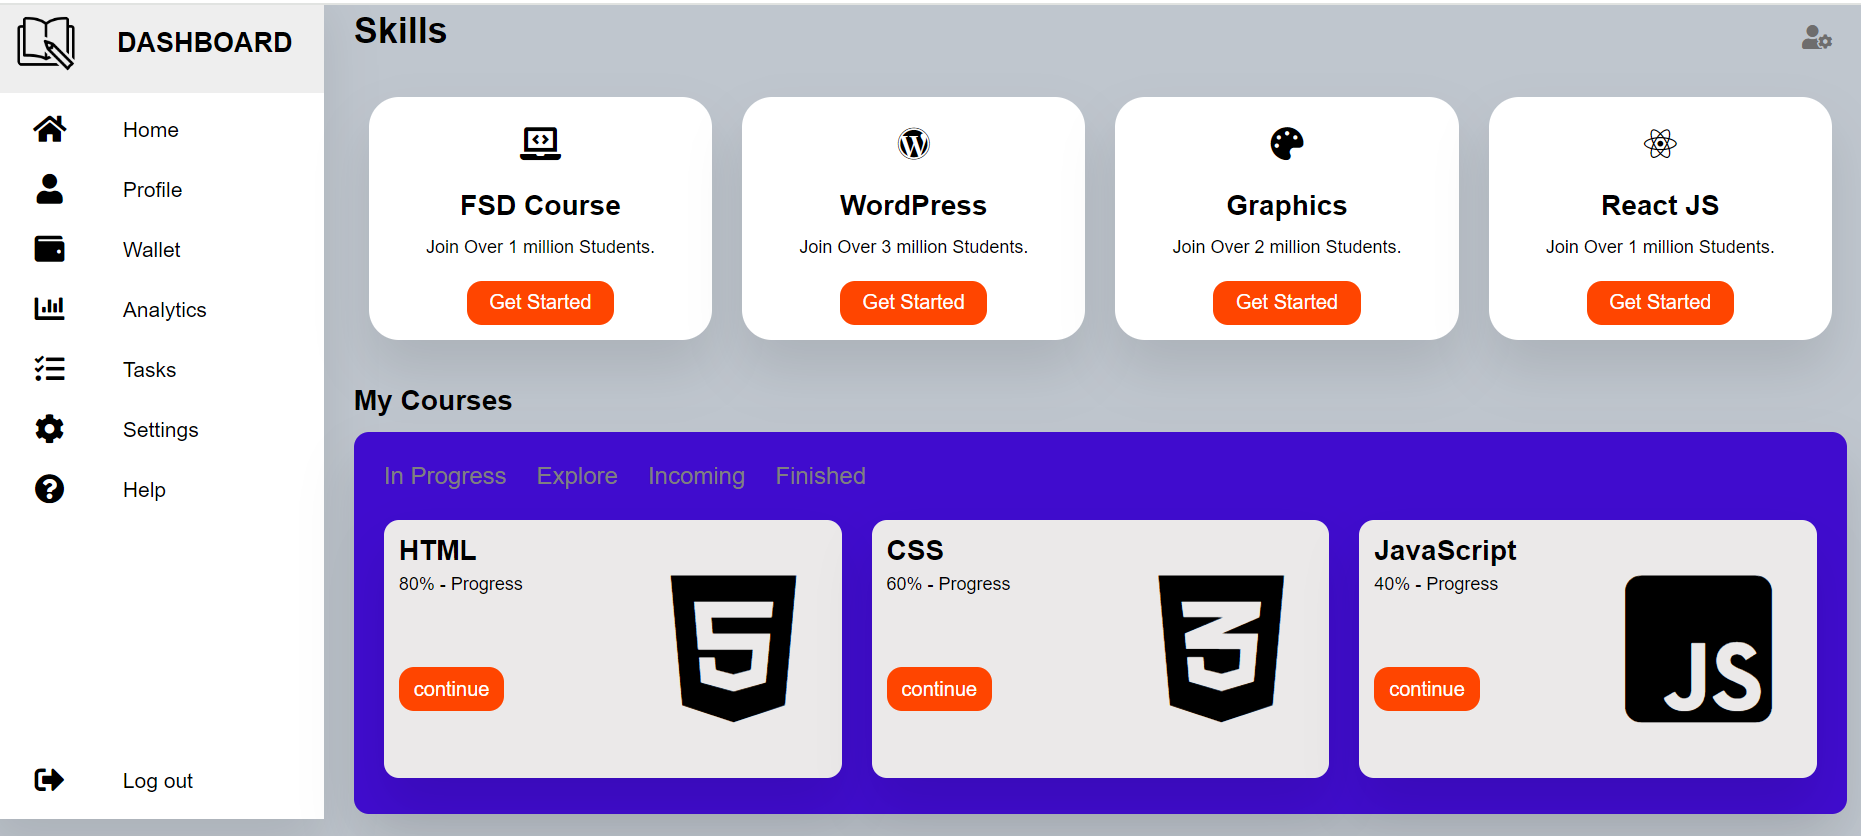 DASHBOARD
Home
Profile
Wallet
Analytics
Tasks
Settings
Help
Log out
Skills
FSD Course
Join Over 1 million Students.
Get Started
WordPress
Join Over 3 million Students.
Get Started
Graphics
Join Over 2 million Students.
Get Started
React JS
Join Over 1 million Students.
Get Started
My Courses
In Progress Explore Incoming Finished
HTML
80% - Progress
continue
5
CSS
60% - Progress
continue
3
JavaScript
40% - Progress
continue
JS